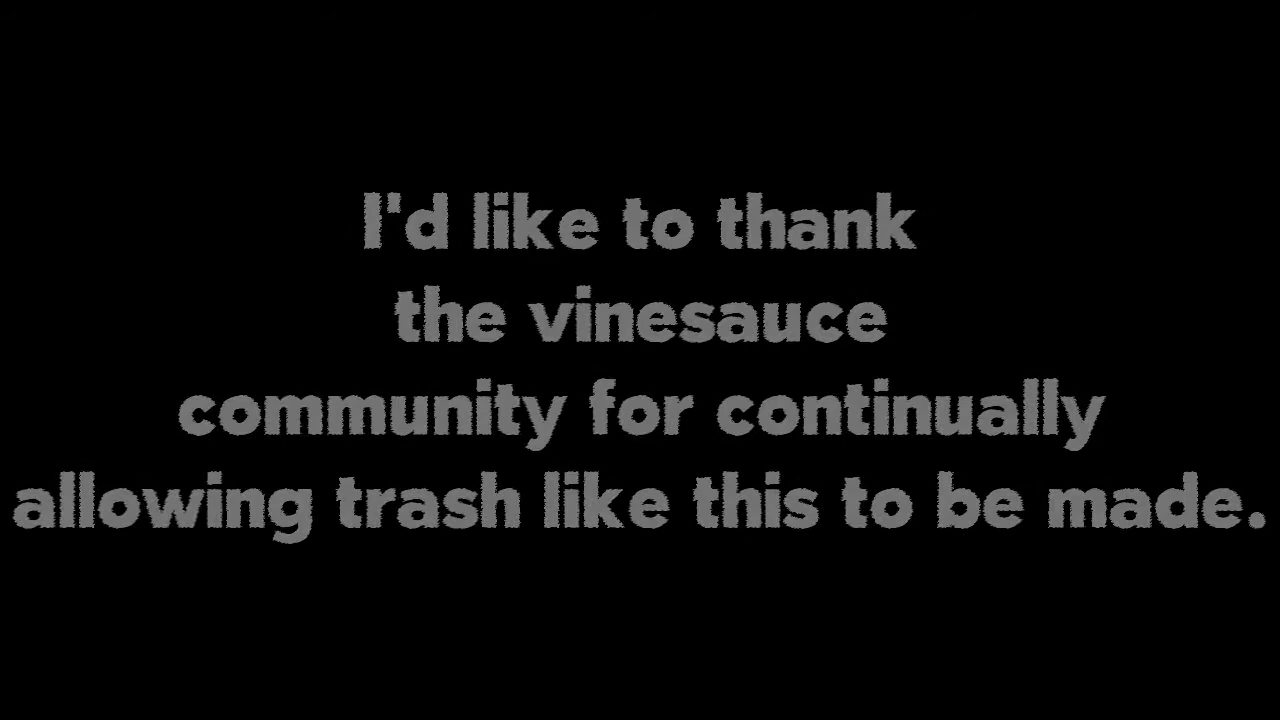 I'd like to thank
the vinesauce
community for continually
allowing trash like this to be made.